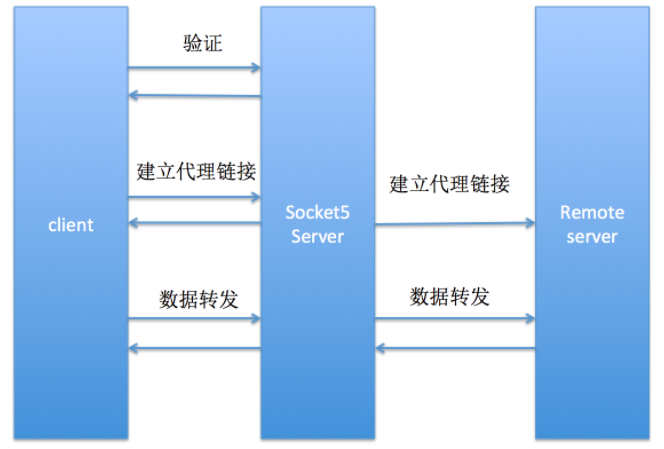 验证
建立代理链接
建立代理链接
client
Socket5
Server
Remote
server
数据转发
数据转发